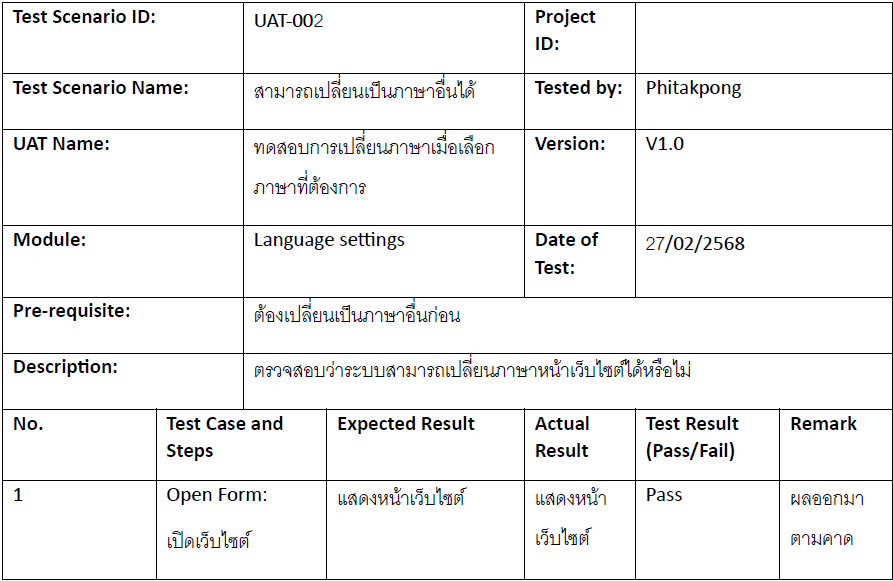 Test Scenario ID: UAT-002 Project
ID:
Test Scenario Name: สามารถเปลี่ยนเป็นภาษาอื่นได้ Tested by: Phitakpong
UAT Name: ทดสอบการเปลี่ยนภาษาเมื่อเลือก Version: V1.0
ภาษาที่ต้องการ
Module: Language settings Date of 27/02/2568
Test:
Pre-requisite: ต้องเปลี่ยนเป็นภาษาอื่นก่อน
Description: ตรวจสอบว่าระบบสามารถเปลี่ยนภาษาหน้าเว็บไซต์ได้หรือไม่
No. Test Case and Expected Result Actual Test Result Remark
Steps Result (Pass/Fail)
1 Open Form: แสดงหน้าเว็บไซต์ แสดงหน้า Pass ผลออกมา
เปิดเว็บไซต์ เว็บไซต์ ตามคาด